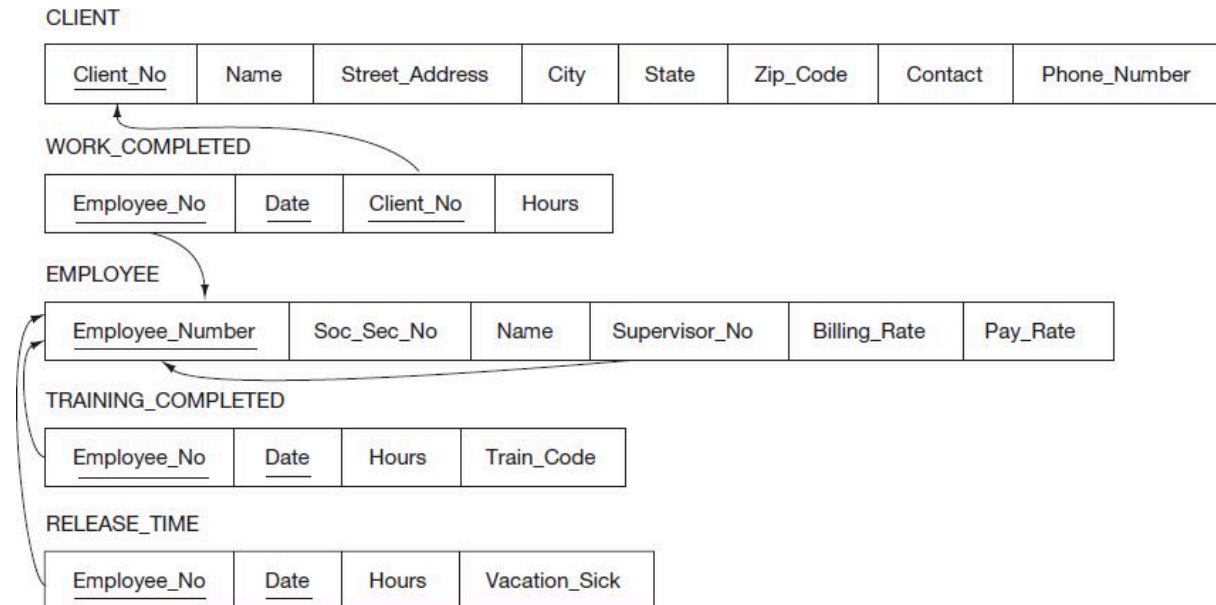 CLIENT
Client_No Name Street_Address City State Zip_Code Contact Phone_Number
WORK_COMPLETED
Employee_No Date Client_No Hours
EMPLOYEE
Employee_Number Soc_Sec_No Name Supervisor_No Billing_Rate Pay_Rate
TRAINING_COMPLETED
Employee_No Date Hours Train_Code
RELEASE_TIME
Employee_No Date Hours Vacation_Sick